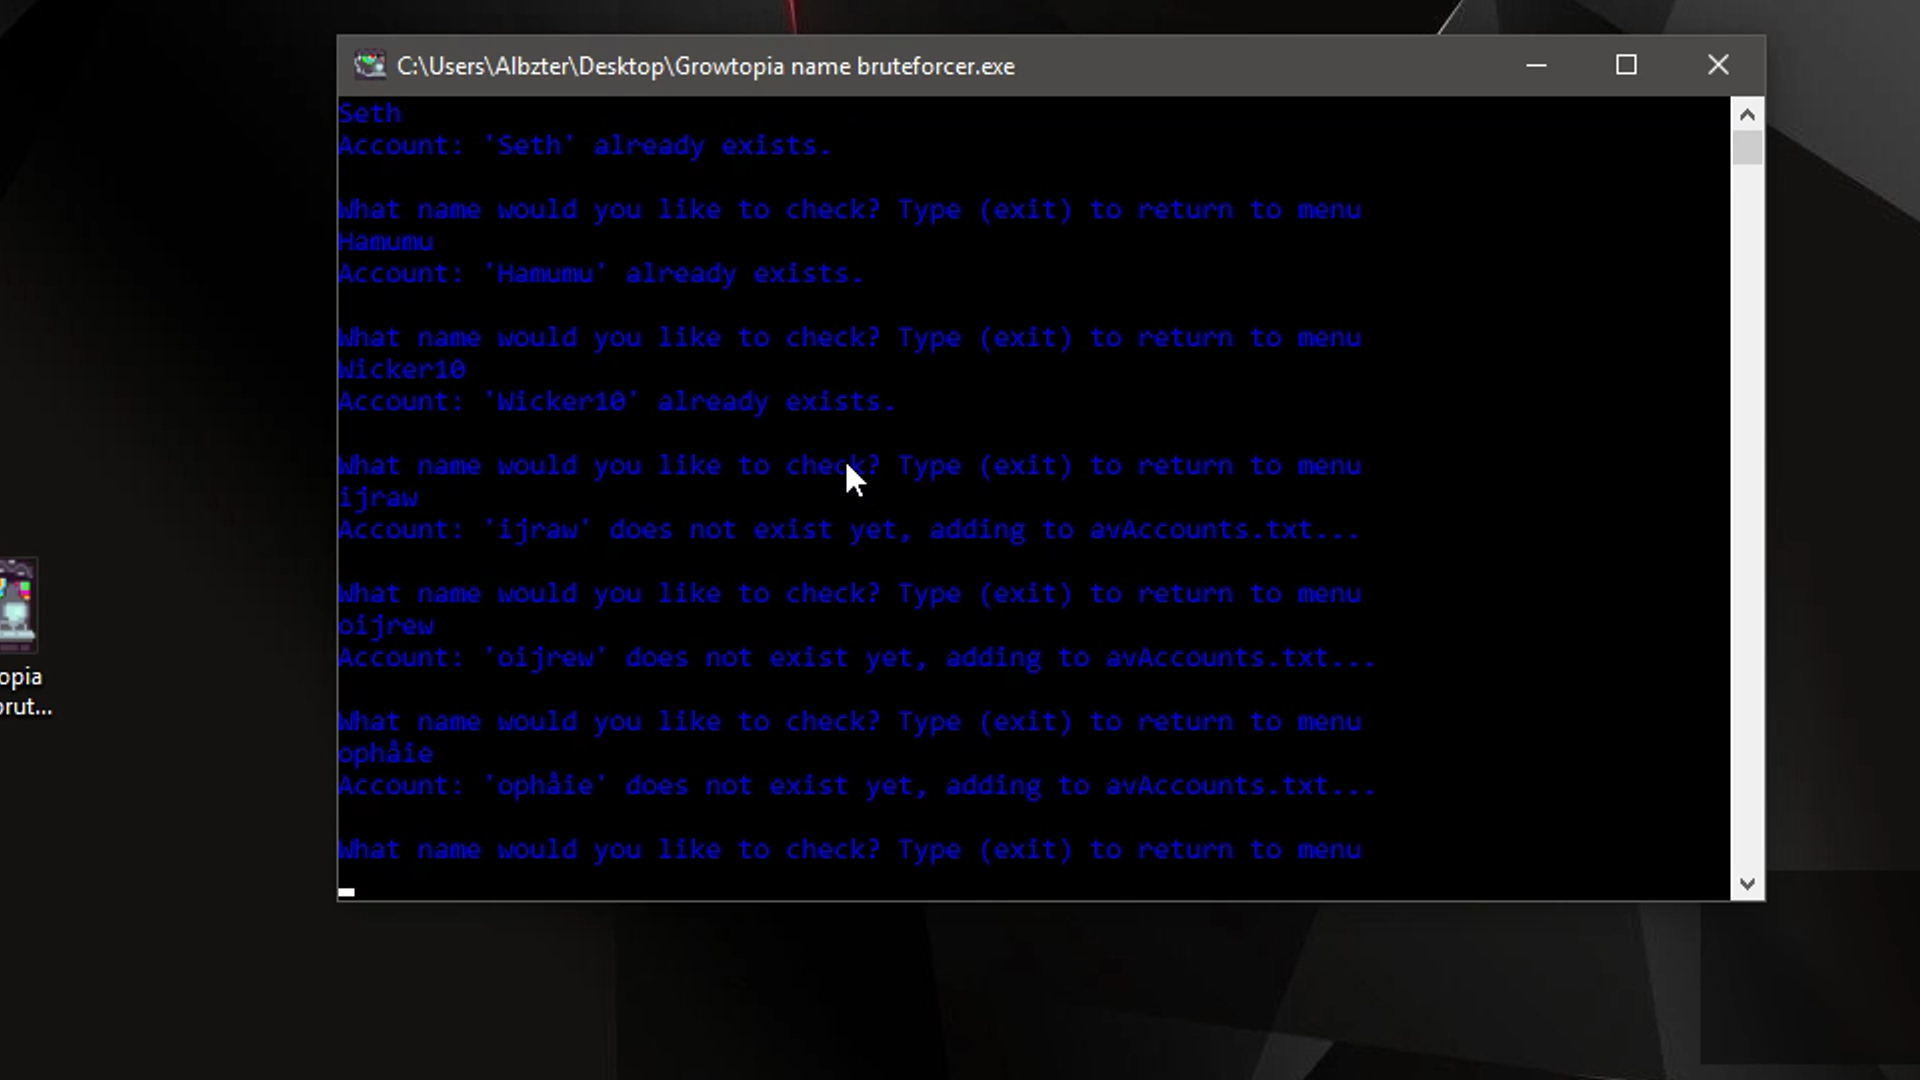 C:\Users\Albzter\Desktop\Growtopia name bruteforcer.exe
Seth
Account: 'Seth' already exists.
What name would you like to check? Type (exit) to return to menu
Hamumu
Account: 'Hamumu' already exists.
What name would you like to check? Type (exit) to return to menu
Wicker10
Account: 'Wicker10' already exists.
What name would you like to check? Type (exit) to return to menu
ijraw
Account: 'ijraw' does not exist yet, adding to avAccounts.txt...
What name would you like to check? Type (exit) to return to menu
oijrew
Account: 'oijrew' does not exist yet, adding to avAccounts.txt...
What name would you like to check? Type (exit) to return to menu
ophåie
Account: 'ophåie' does not exist yet, adding to avAccounts.txt...
What name would you like to check? Type (exit) to return to menu
opia
brut...